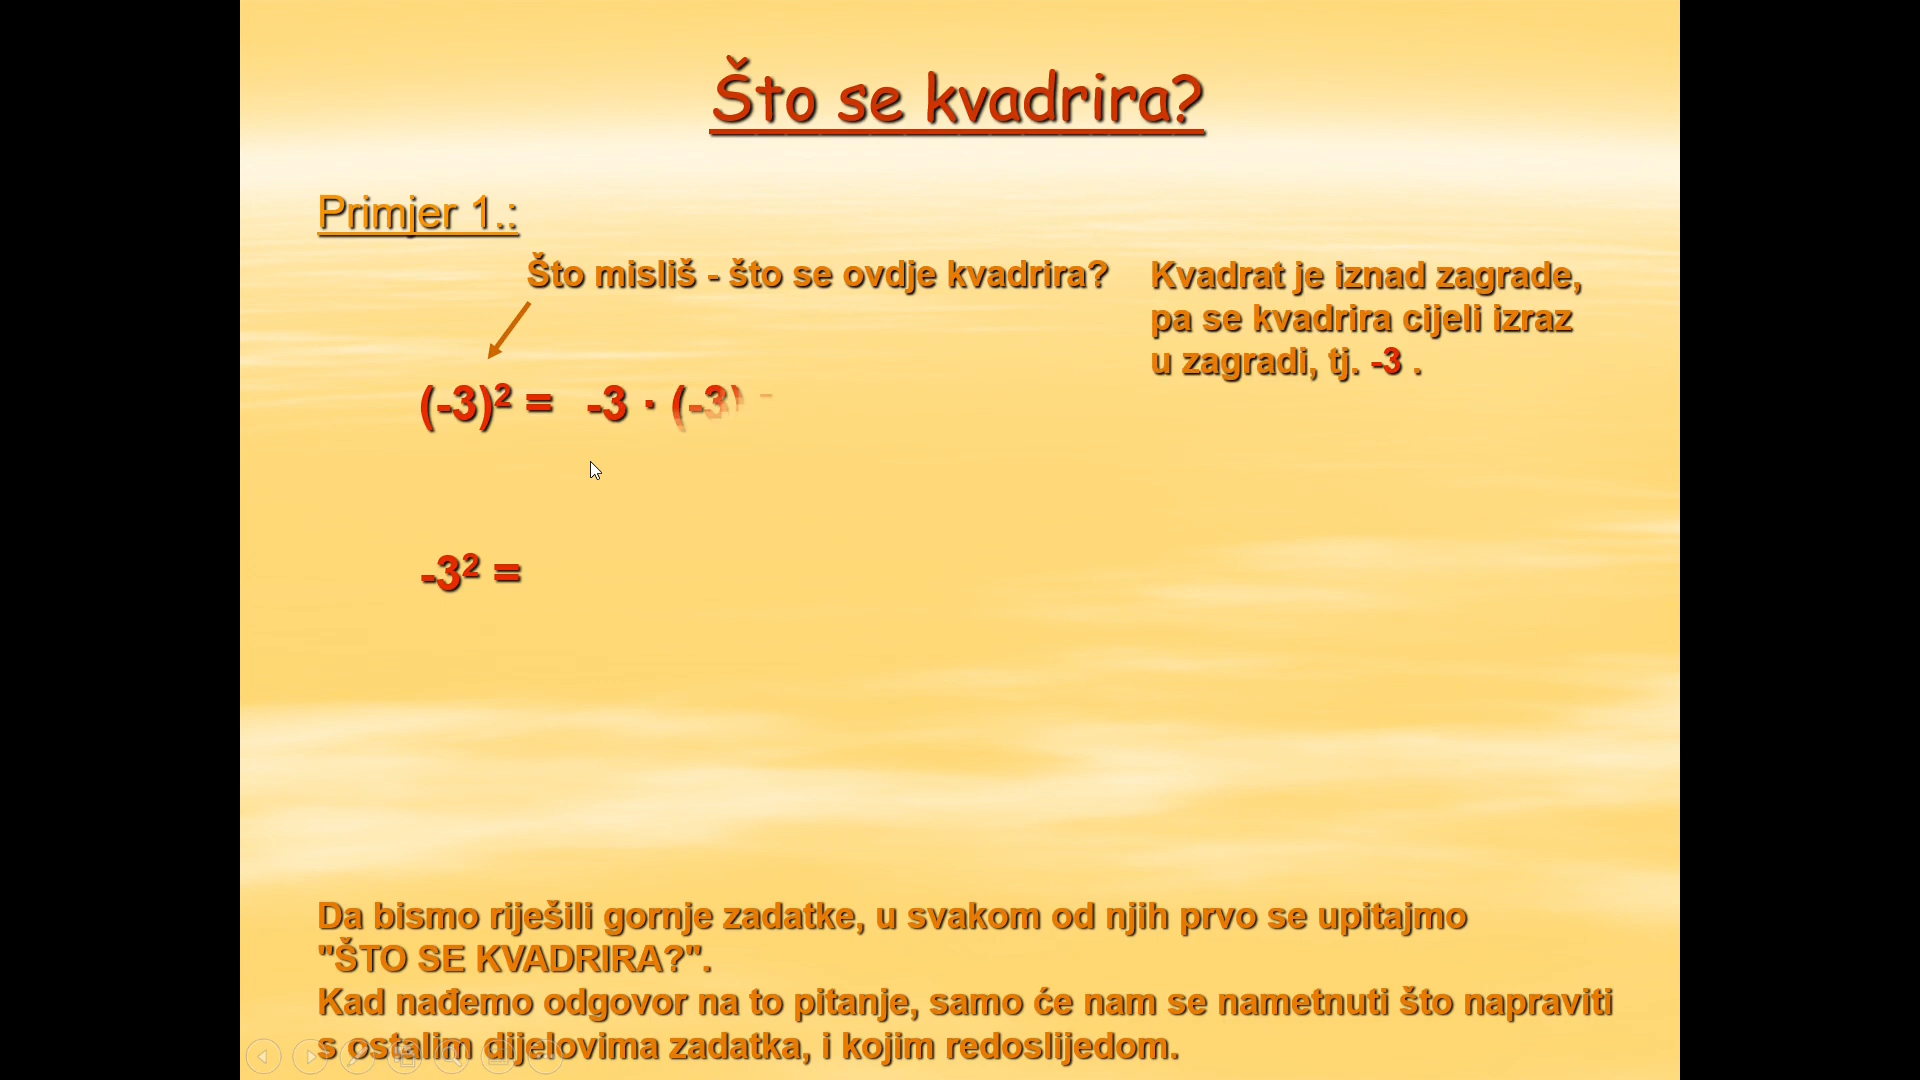 Što se kvadrira?
Primjer 1.:
Što misliš - što se ovdje kvadrira?
Kvadrat je iznad zagrade,
pa se kvadrira cijeli izraz
u zagradi, tj. -3 .
(-3)² = -3 · (-3) =
-3² =
Da bismo riješili gornje zadatke, u svakom od njih prvo se upitajmo
"ŠTO SE KVADRIRA?".
Kad nađemo odgovor na to pitanje, samo će nam se nametnuti što napraviti
s ostalim dijelovima zadatka, i kojim redoslijedom.